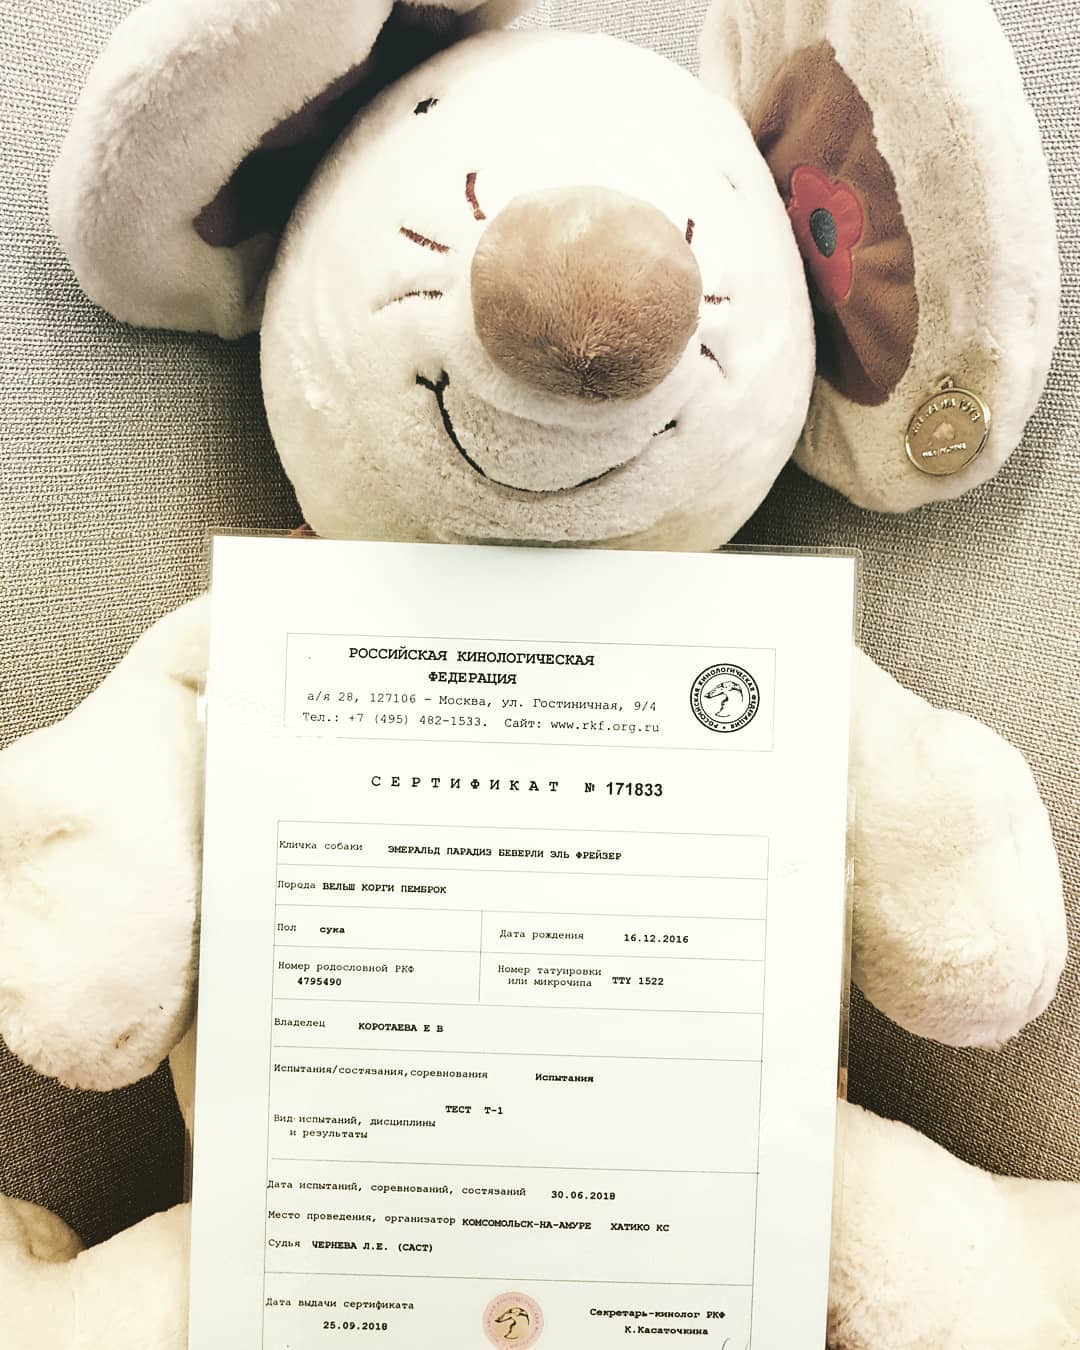 РОССИЙСКАЯ КИНОЛОГИЧЕСКАЯ
ФЕДЕРАЦИЯ
а/я 28, 127106 - Москва, ул. Гостиничная, 9/4
Тел.: +7 (495) 482-1533. Сайт: www.rkf.org.ru
РОССИЙСКАЯ КИНОЛОГИЧЕСКАЯ ФЕДЕРАЦИЯ
СЕРТИФИКАТ № 171833
Кличка собаки ЭМЕРАЛЬД ПАРАДИЗ БЕВЕРЛИ ЭЛЬ ФРЕЙЗЕР
Порода ВЕЛЬШ КОРГИ ПЕМБРОК
Пол сука Дата рождения 16.12.2016
Номер родословной РКФ
4795490
Номер татуировки
или микрочипа TTY 1522
Владелец КОРОТАЕВА Е В
Испытания/состязания,соревнования Испытания
ТЕСТ Т-1
Вид испытаний, дисциплины
и результаты
Дата испытаний, соревнований, состязаний 30.06.2018
Место проведения, организатор КОМСОМОЛЬСК-НА-АМУРЕ ХАТИКО КС
Судья ЧЕРНЕВА Л.Е. (САСТ)
Дата выдачи сертификата
25.09.2018
Секретарь-кинолог РКФ
К.Касаточкина